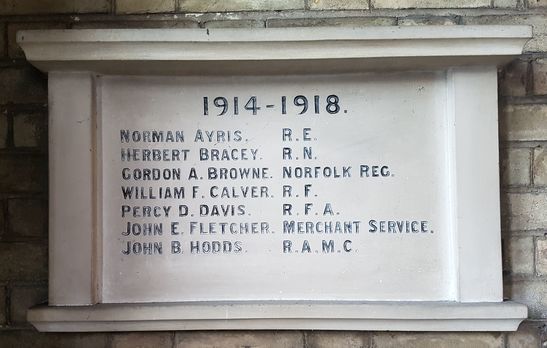 1914-1918.
NORMAN AYRIS. R.E.
HERBERT BRACEY. R.N.
GORDON A. BROWNE. NORFOLK REG.
WILLIAM F. CALVER. R.F.
PERCY D. DAVIS. R.F.A.
JOHN E. FLETCHER. MERCHANT SERVICE.
JOHN B. HODDS. R.A.M.C.